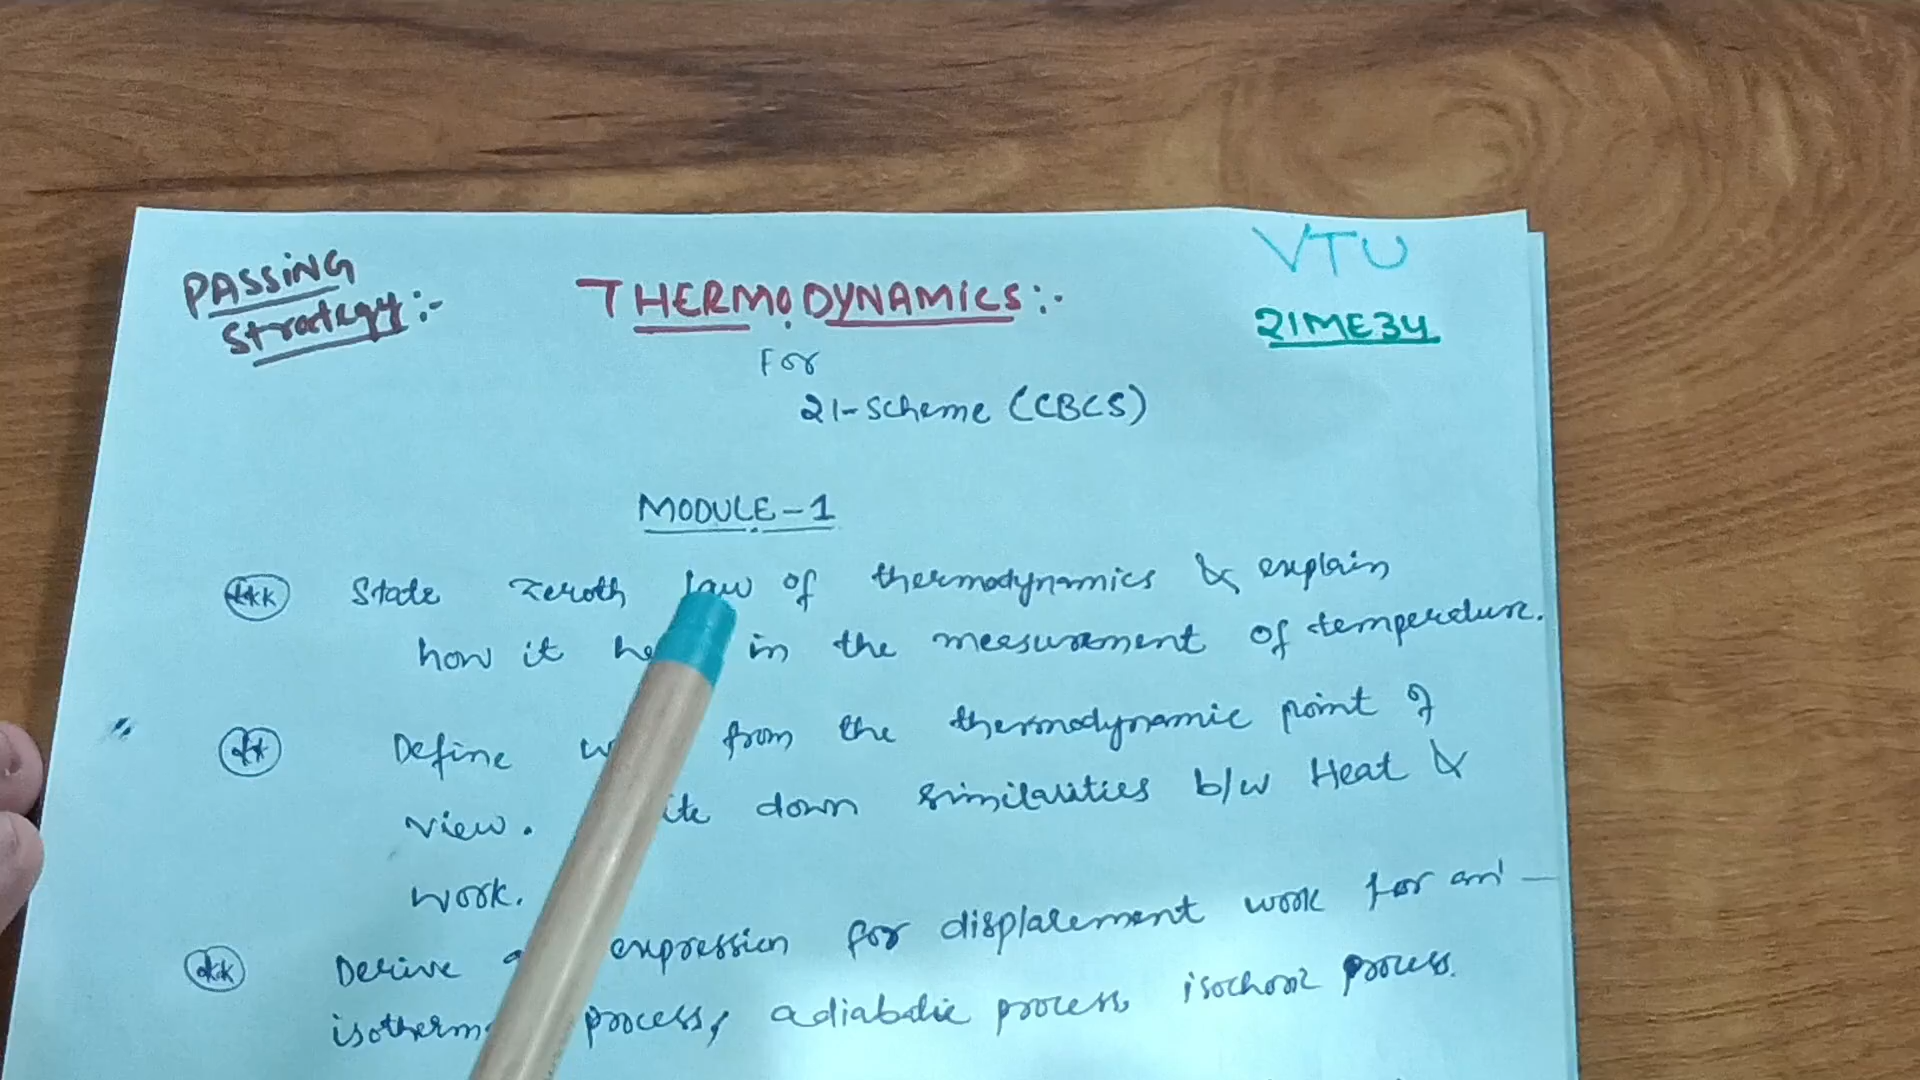 PASSING
Strategy:-
THERMODYNAMICS:-
VTU
21ME34
For
21-Scheme (CBCS)
MODULE-1
State zeroth law of thermodynamics & explain
how it in the measurement of temperature.
Define from the thermodynamic point of
view. down similarities b/w Heat &
work.
Derive expression for displacement work for an
process, adiabatic process, isochoric process.